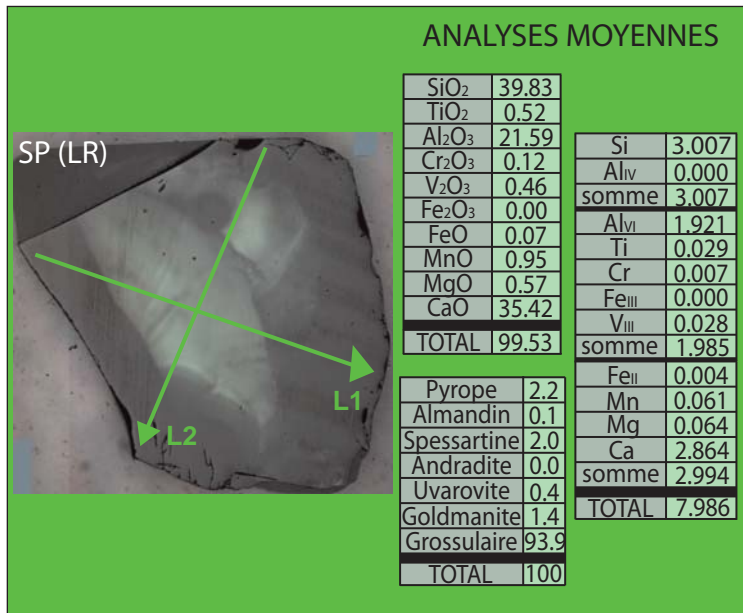 ANALYSES MOYENNES
SP (LR)
L1
L2
SiO2 39.83
TiO2 0.52
Al2O3 21.59
Cr2O3 0.12
V2O3 0.46
Fe2O3 0.00
FeO 0.07
MnO 0.95
MgO 0.57
CaO 35.42
TOTAL 99.53
Pyrope 2.2
Almandin 0.1
Spessartine 2.0
Andradite 0.0
Uvarovite 0.4
Goldmanite 1.4
Grossulaire 93.9
TOTAL 100
Si 3.007
AlIV 0.000
somme 3.007
AlVI 1.921
Ti 0.029
Cr 0.007
FeIII 0.000
VIII 0.028
somme 1.985
FeII 0.004
Mn 0.061
Mg 0.064
Ca 2.864
somme 2.994
TOTAL 7.986